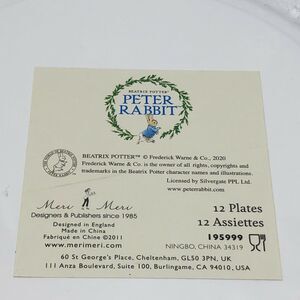 BEATRIX POTTER
PETER
RABBIT™
BEATRIX POTTER™ © Frederick Warne & Co., 2020
Frederick Warne & Co. is the owner of all rights, copyrights and
trademarks in the Beatrix Potter character names and illustrations.
Licensed by Silvergate PPL Ltd.
www.peterrabbit.com
Meri Meri
Designers & Publishers since 1985
Designed in England
Made in China
Fabriqué en Chine ©2011
www.merimeri.com
12 Plates
12 Assiettes
195999
NINGBO, CHINA 34319
60 St George's Place, Cheltenham, GL50 3PN, UK
111 Anza Boulevard, Suite 100, Burlingame, CA 94010, USA